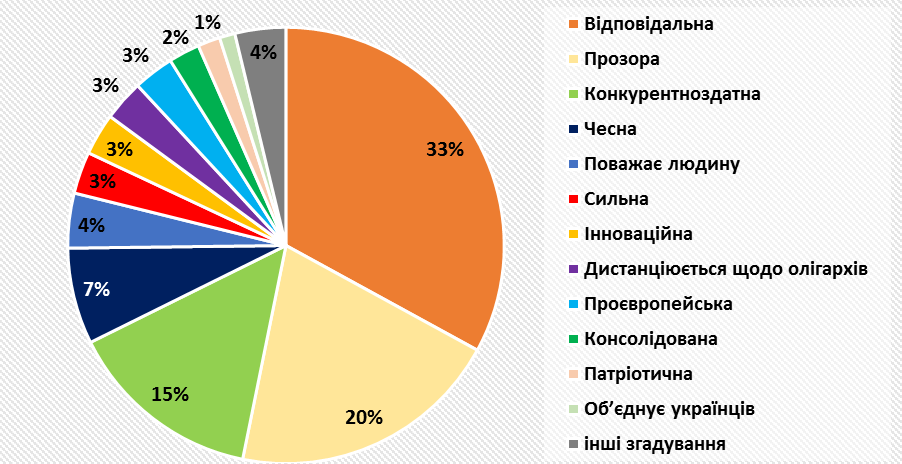 1%
2%
3%
3%
3%
3%
4%
7%
15%
20%
33%
4%
Відповідальна
Прозора
Конкурентноздатна
Чесна
Поважає людину
Сильна
Інноваційна
Дистанціюється щодо олігархів
Проєвропейська
Консолідована
Патріотична
Об’єднує українців
інші згадування